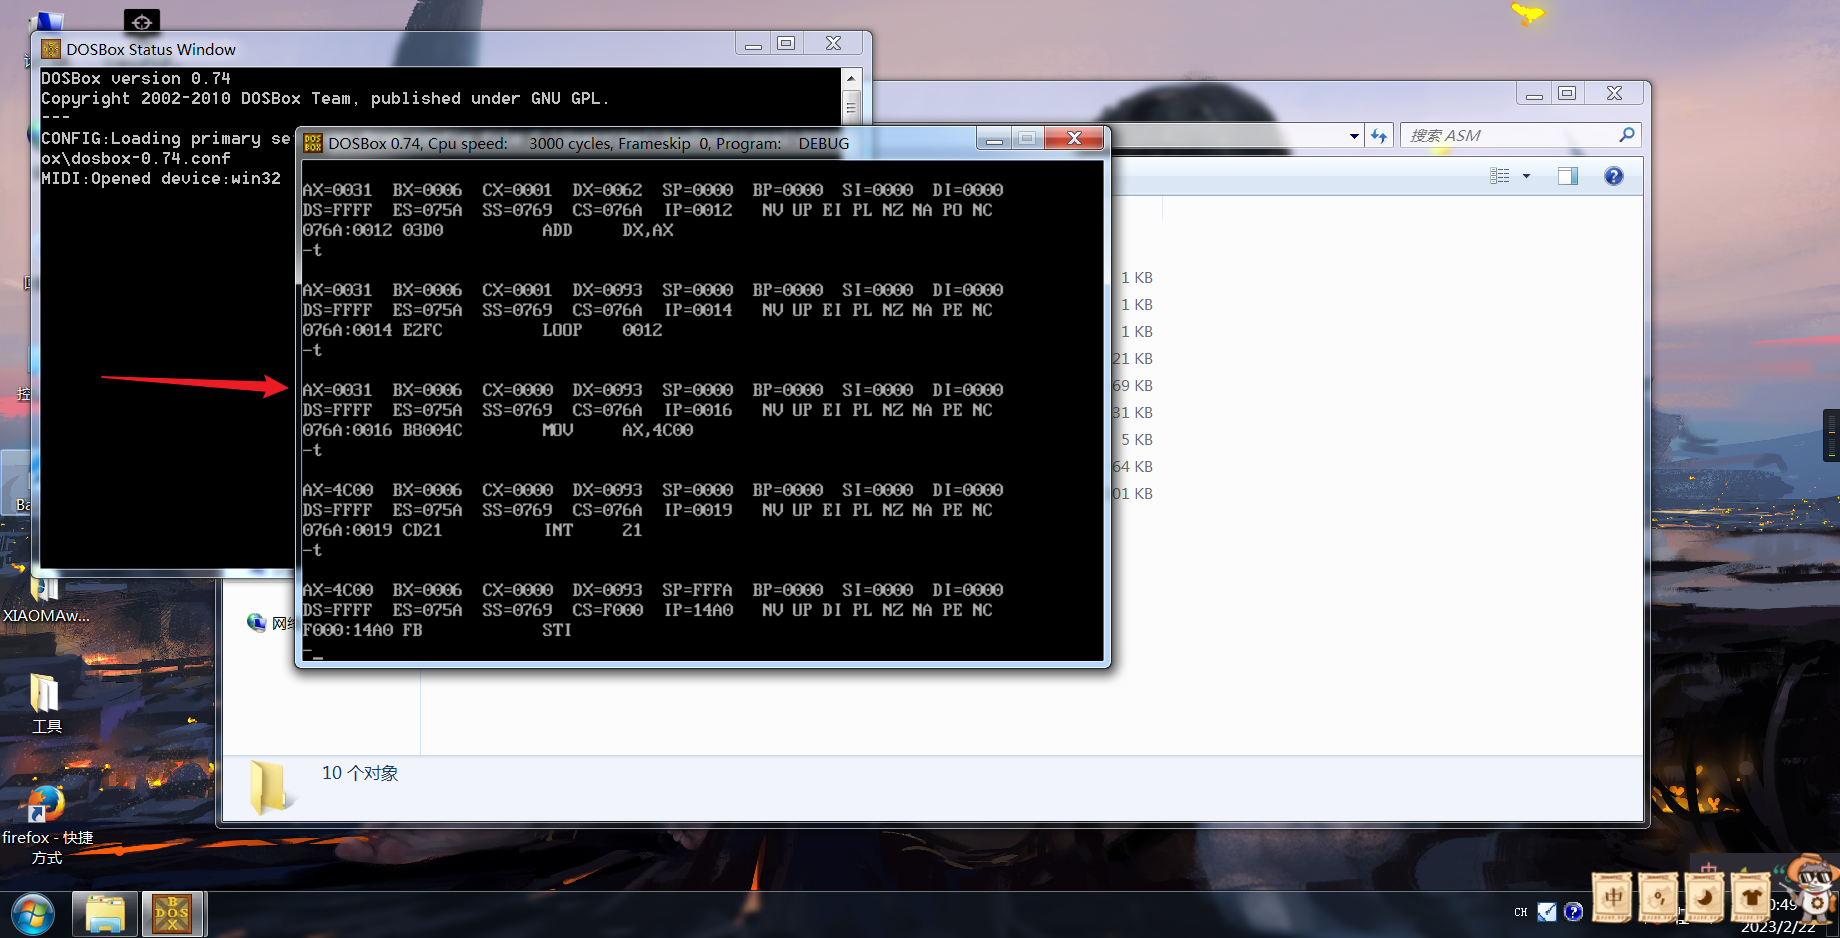 DOSBox Status Window
DOSBox version 0.74
Copyright 2002-2010 DOSBox Team, published under GNU GPL.
---
CONFIG:Loading primary se
ox\dosbox-0.74.conf
MIDI:Opened device:win32
DOSBox 0.74, Cpu speed: 3000 cycles, Frameskip 0, Program: DEBUG
AX=0031 BX=0006 CX=0001 DX=0062 SP=0000 BP=0000 SI=0000 DI=0000
DS=FFFF ES=075A SS=0769 CS=076A IP=0012 NV UP EI PL NZ NA PO NC
076A:0012 03D0 ADD DX,AX
-t
AX=0031 BX=0006 CX=0001 DX=0093 SP=0000 BP=0000 SI=0000 DI=0000
DS=FFFF ES=075A SS=0769 CS=076A IP=0014 NV UP EI PL NZ NA PE NC
076A:0014 E2FC LOOP 0012
-t
AX=0031 BX=0006 CX=0000 DX=0093 SP=0000 BP=0000 SI=0000 DI=0000
DS=FFFF ES=075A SS=0769 CS=076A IP=0016 NV UP EI PL NZ NA PE NC
076A:0016 B8004C MOV AX,4C00
-t
AX=4C00 BX=0006 CX=0000 DX=0093 SP=0000 BP=0000 SI=0000 DI=0000
DS=FFFF ES=075A SS=0769 CS=076A IP=0019 NV UP EI PL NZ NA PE NC
076A:0019 CD21 INT 21
-t
AX=4C00 BX=0006 CX=0000 DX=0093 SP=FFFA BP=0000 SI=0000 DI=0000
DS=FFFF ES=075A SS=0769 CS=F000 IP=14A0 NV UP DI PL NZ NA PE NC
F000:14A0 FB STI
-_
搜索 ASM
1 KB
1 KB
1 KB
21 KB
69 KB
31 KB
5 KB
64 KB
01 KB
网络
10 个对象
控
Ba
XIAOMAw...
工具
firefox - 快捷
方式
CH
中
0:49
2023/2/22